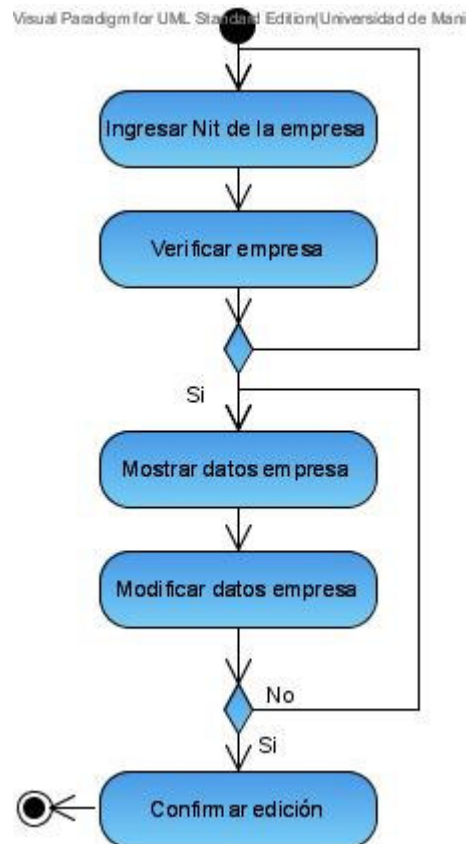 Visual Paradigm for UML Standard Edition(Universidad de Mani
Ingresar Nit de la empresa
Verificar empresa
Si
Mostrar datos empresa
Modificar datos empresa
No
Si
Confirmar edición